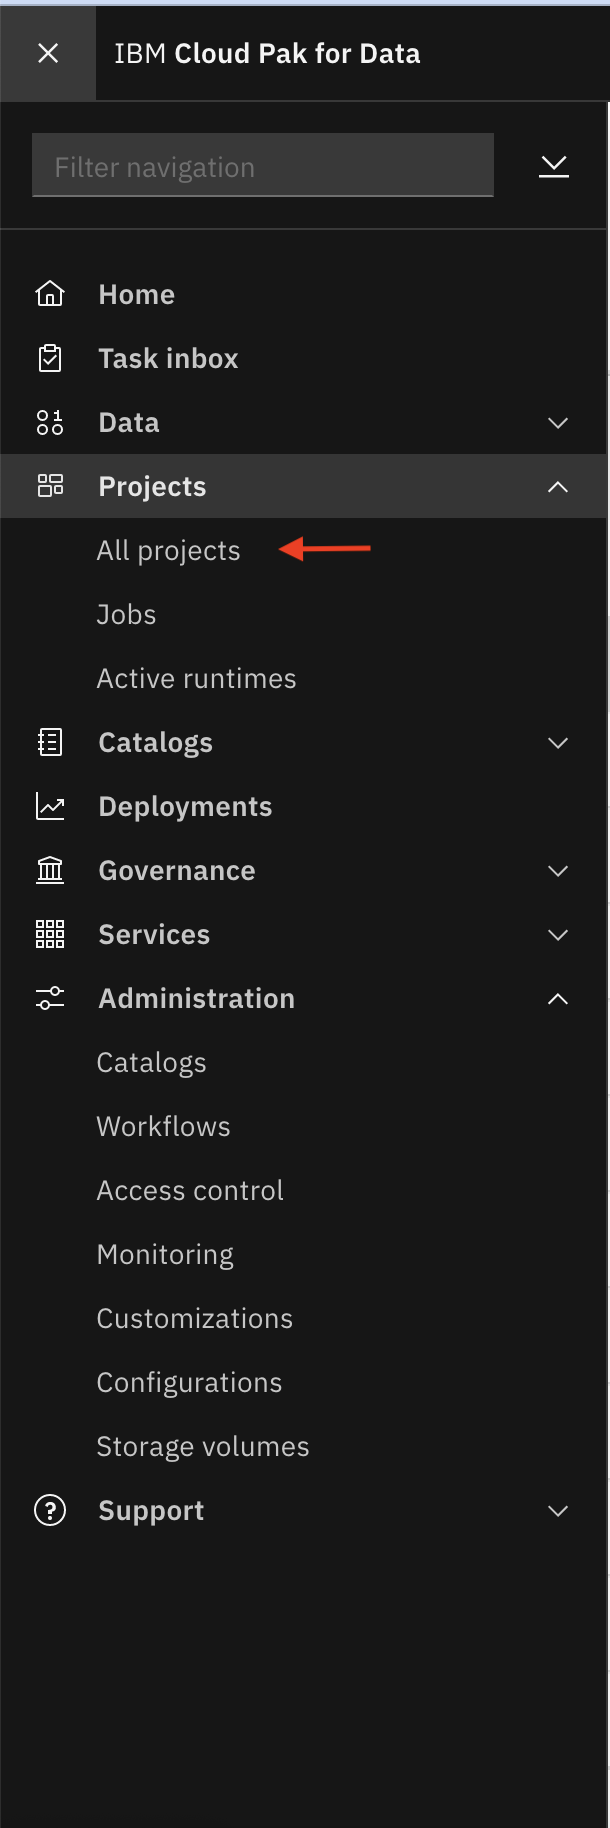 IBM Cloud Pak for Data
Filter navigation
Home
Task inbox
Data
Projects
All projects
Jobs
Active runtimes
Catalogs
Deployments
Governance
Services
Administration
Catalogs
Workflows
Access control
Monitoring
Customizations
Configurations
Storage volumes
Support